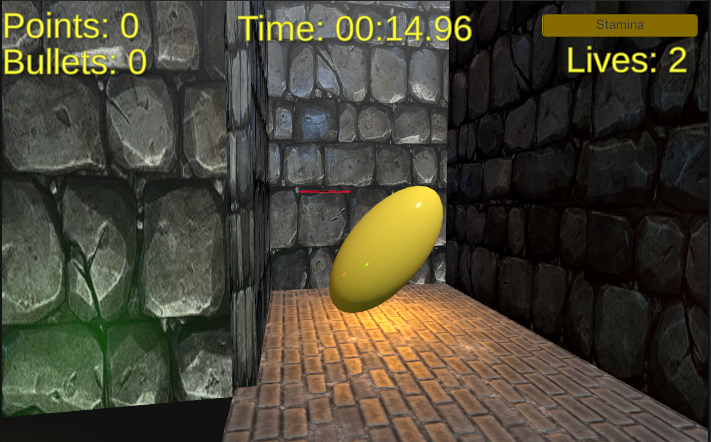 Points: 0
Time: 00:14.96
Stamina
Bullets: 0
Lives: 2